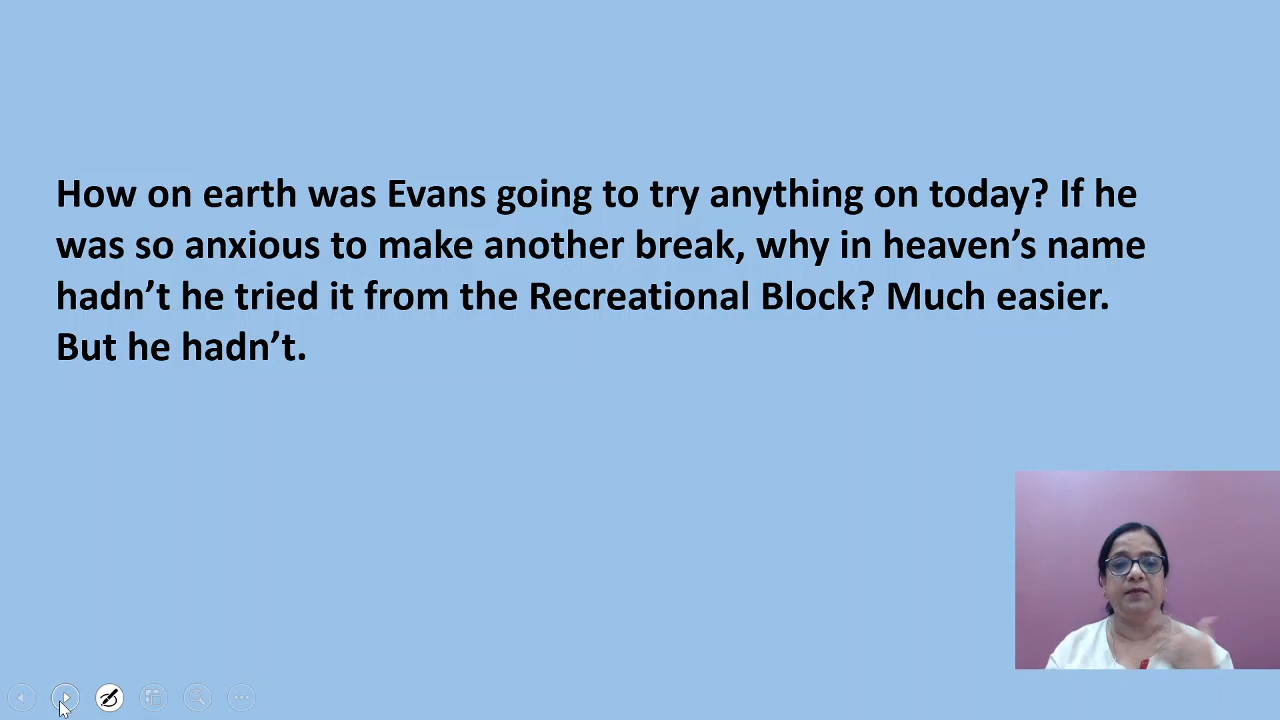 How on earth was Evans going to try anything on today? If he
was so anxious to make another break, why in heaven’s name
hadn’t he tried it from the Recreational Block? Much easier.
But he hadn’t.